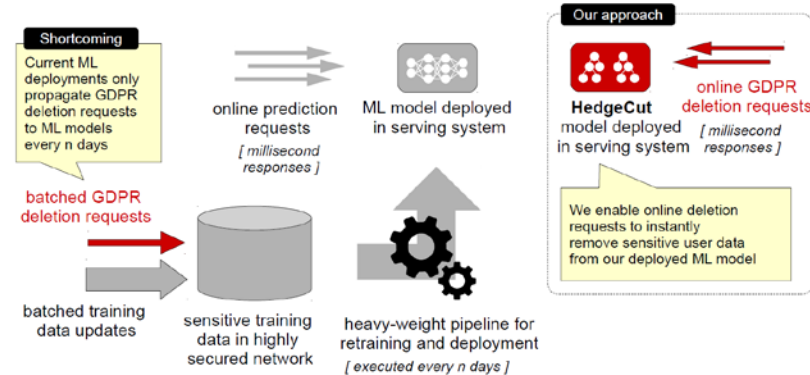 Shortcoming
Current ML
deployments only
propagate GDPR
deletion requests
to ML models
every n days
online prediction
requests
[ millisecond
responses ]
ML model deployed
in serving system
batched GDPR
deletion requests
batched training
data updates
sensitive training
data in highly
secured network
heavy-weight pipeline for
retraining and deployment
[ executed every n days ]
Our approach
HedgeCut
model deployed
in serving system
online GDPR
deletion requests
[ millisecond
responses ]
We enable online deletion
requests to instantly
remove sensitive user data
from our deployed ML model